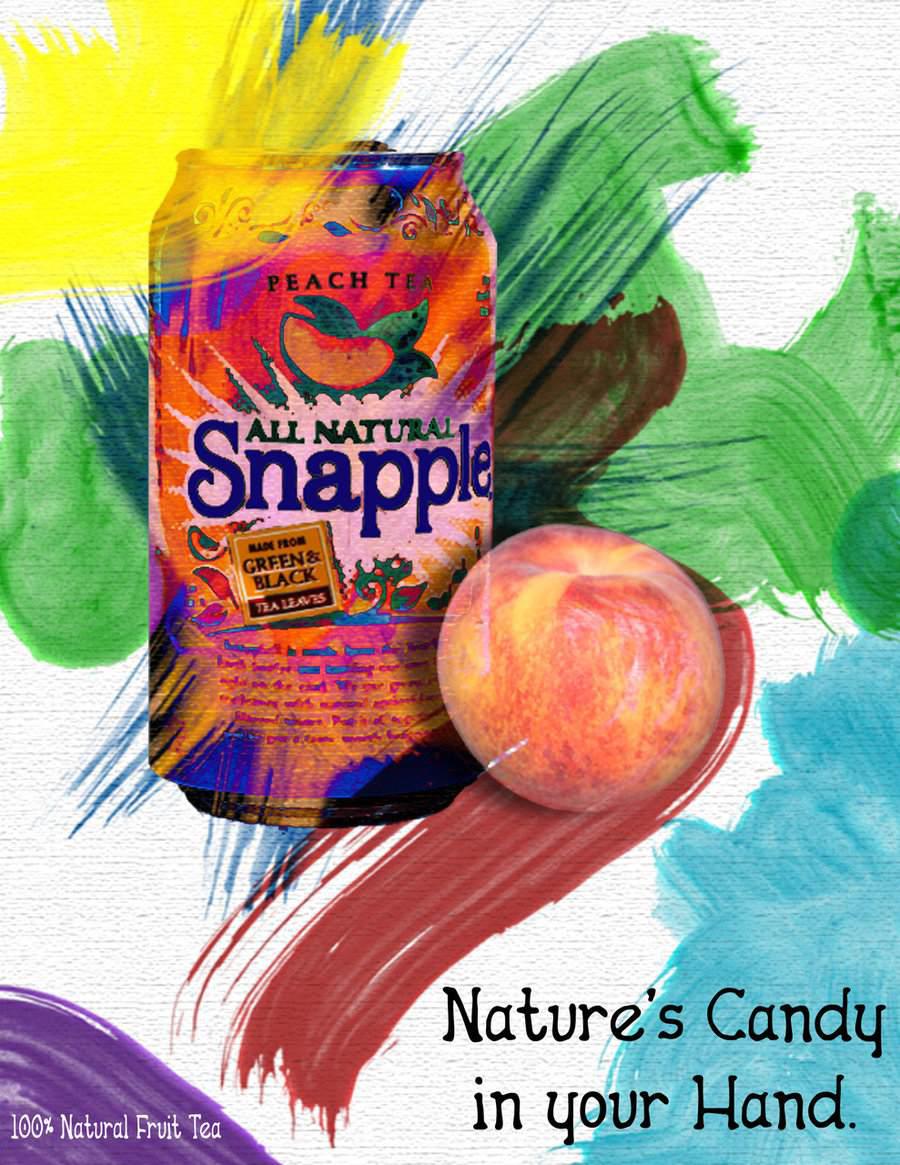 PEACH TEA
ALL NATURAL
Snapple
MADE FROM
GREEN &
BLACK
TEA LEAVES
Nature's Candy
in your Hand.
100% Natural Fruit Tea